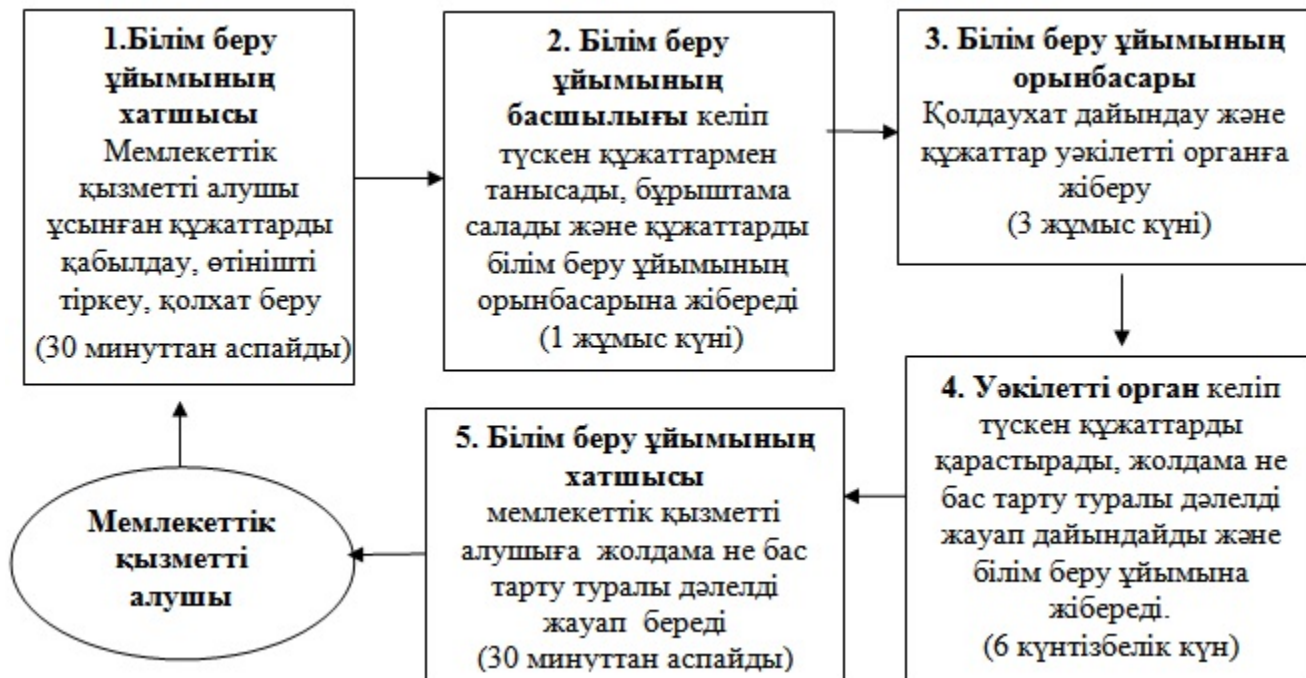 1.Білім беру
ұйымының
хатшысы
Мемлекеттік
қызметті алушы
ұсынған құжаттарды
қабылдау, өтінішті
тіркеу, қолхат беру
(30 минуттан аспайды)
2. Білім беру
ұйымының
басшылығы келіп
түскен құжаттармен
танысады, бұрыштама
салады және құжаттарды
білім беру ұйымының
орынбасарына жібереді
(1 жұмыс күні)
3. Білім беру ұйымының
орынбасары
Қолдаухат дайындау және
құжаттар уәкілетті органға
жіберу
(3 жұмыс күні)
4. Уәкілетті орган келіп
түскен құжаттарды
қарастырады, жолдама не
бас тарту туралы дәлелді
жауап дайындайды және
білім беру ұйымына
жібереді.
(6 күнтізбелік күн)
5. Білім беру ұйымының
хатшысы
мемлекеттік қызметті
алушыға жолдама не бас
тарту туралы дәлелді
жауап береді
(30 минуттан аспайды)
Мемлекеттік
қызметті
алушы